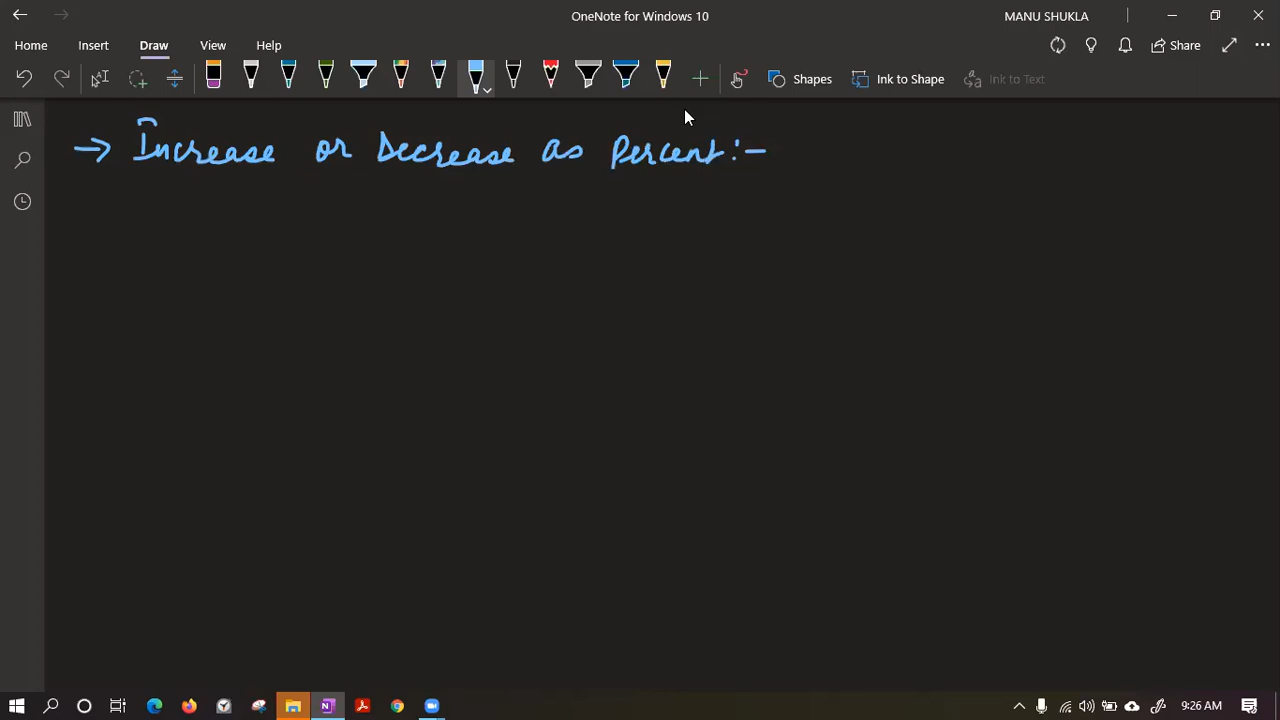 OneNote for Windows 10
MANU SHUKLA
Home Insert Draw View Help
Share
Shapes Ink to Shape Ink to Text
→ Increase or Decrease as Percent:-
9:26 AM